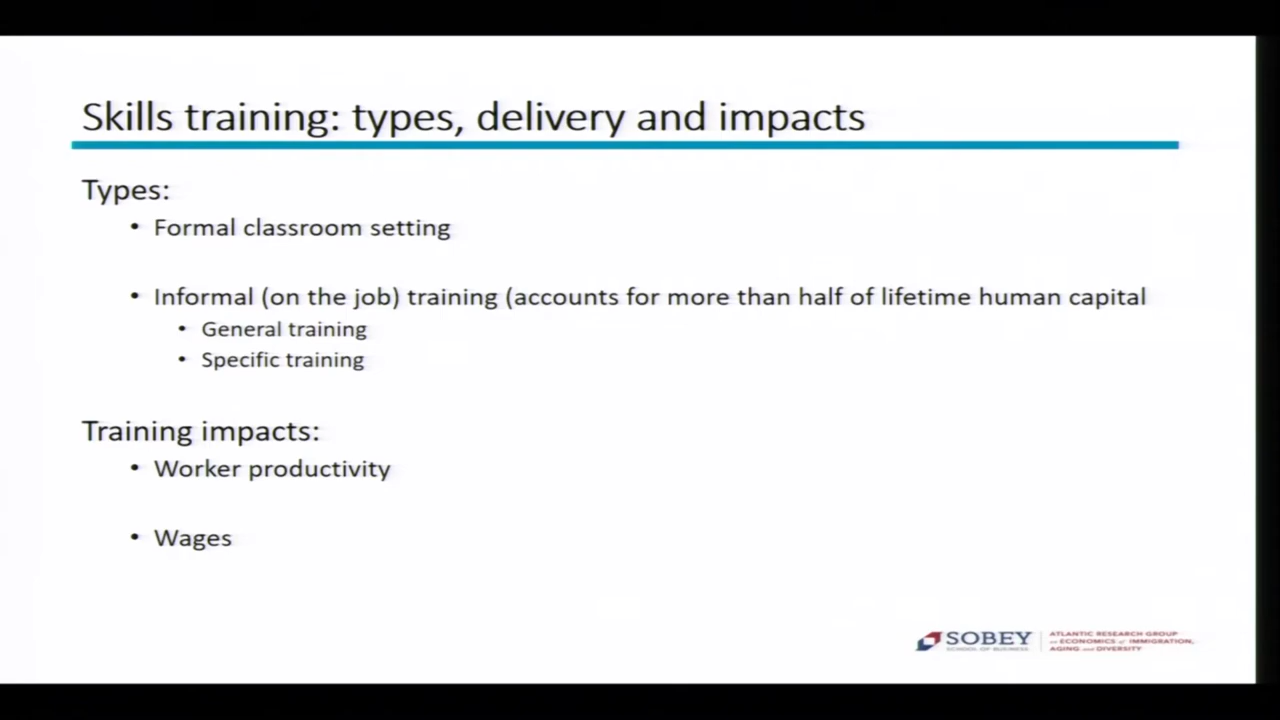 Skills training: types, delivery and impacts
Types:
• Formal classroom setting
• Informal (on the job) training (accounts for more than half of lifetime human capital
• General training
• Specific training
Training impacts:
• Worker productivity
• Wages
SOBEY
SCHOOL OF BUSINESS
ATLANTIC RESEARCH GROUP
on ECONOMICS of IMMIGRATION,
AGING and DIVERSITY